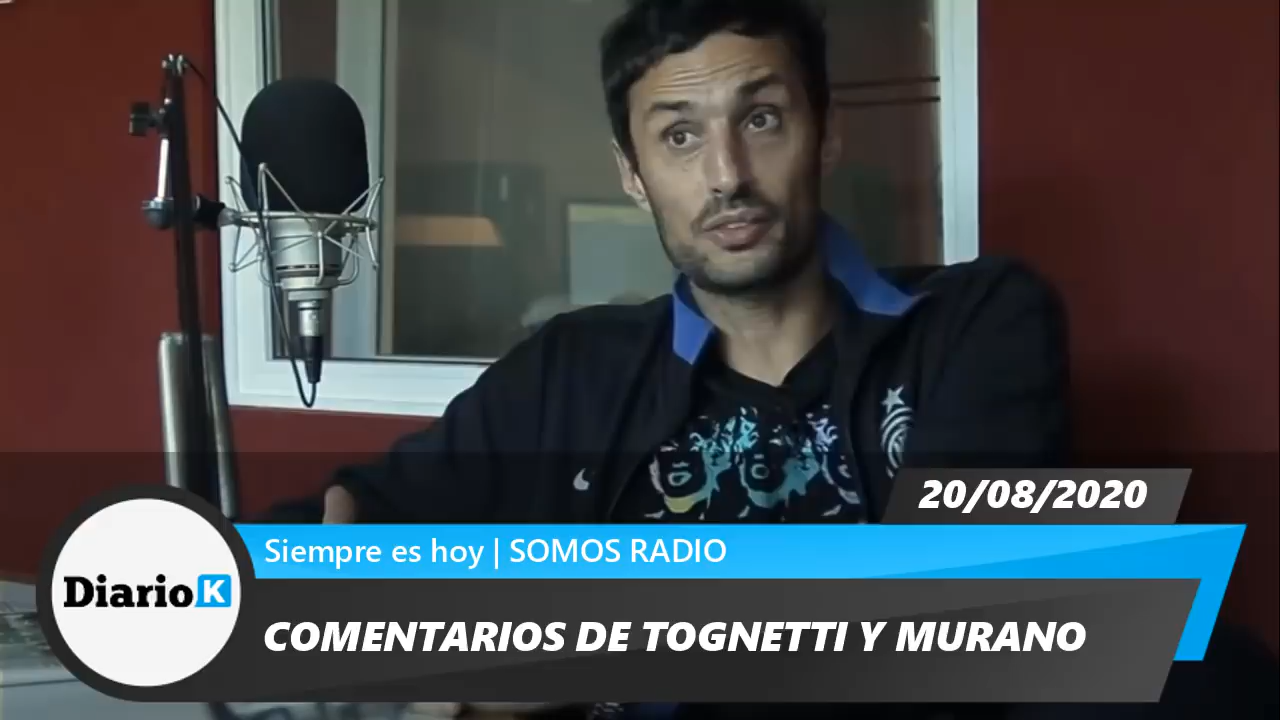 20/08/2020
Siempre es hoy | SOMOS RADIO
DiarioK
COMENTARIOS DE TOGNETTI Y MURANO